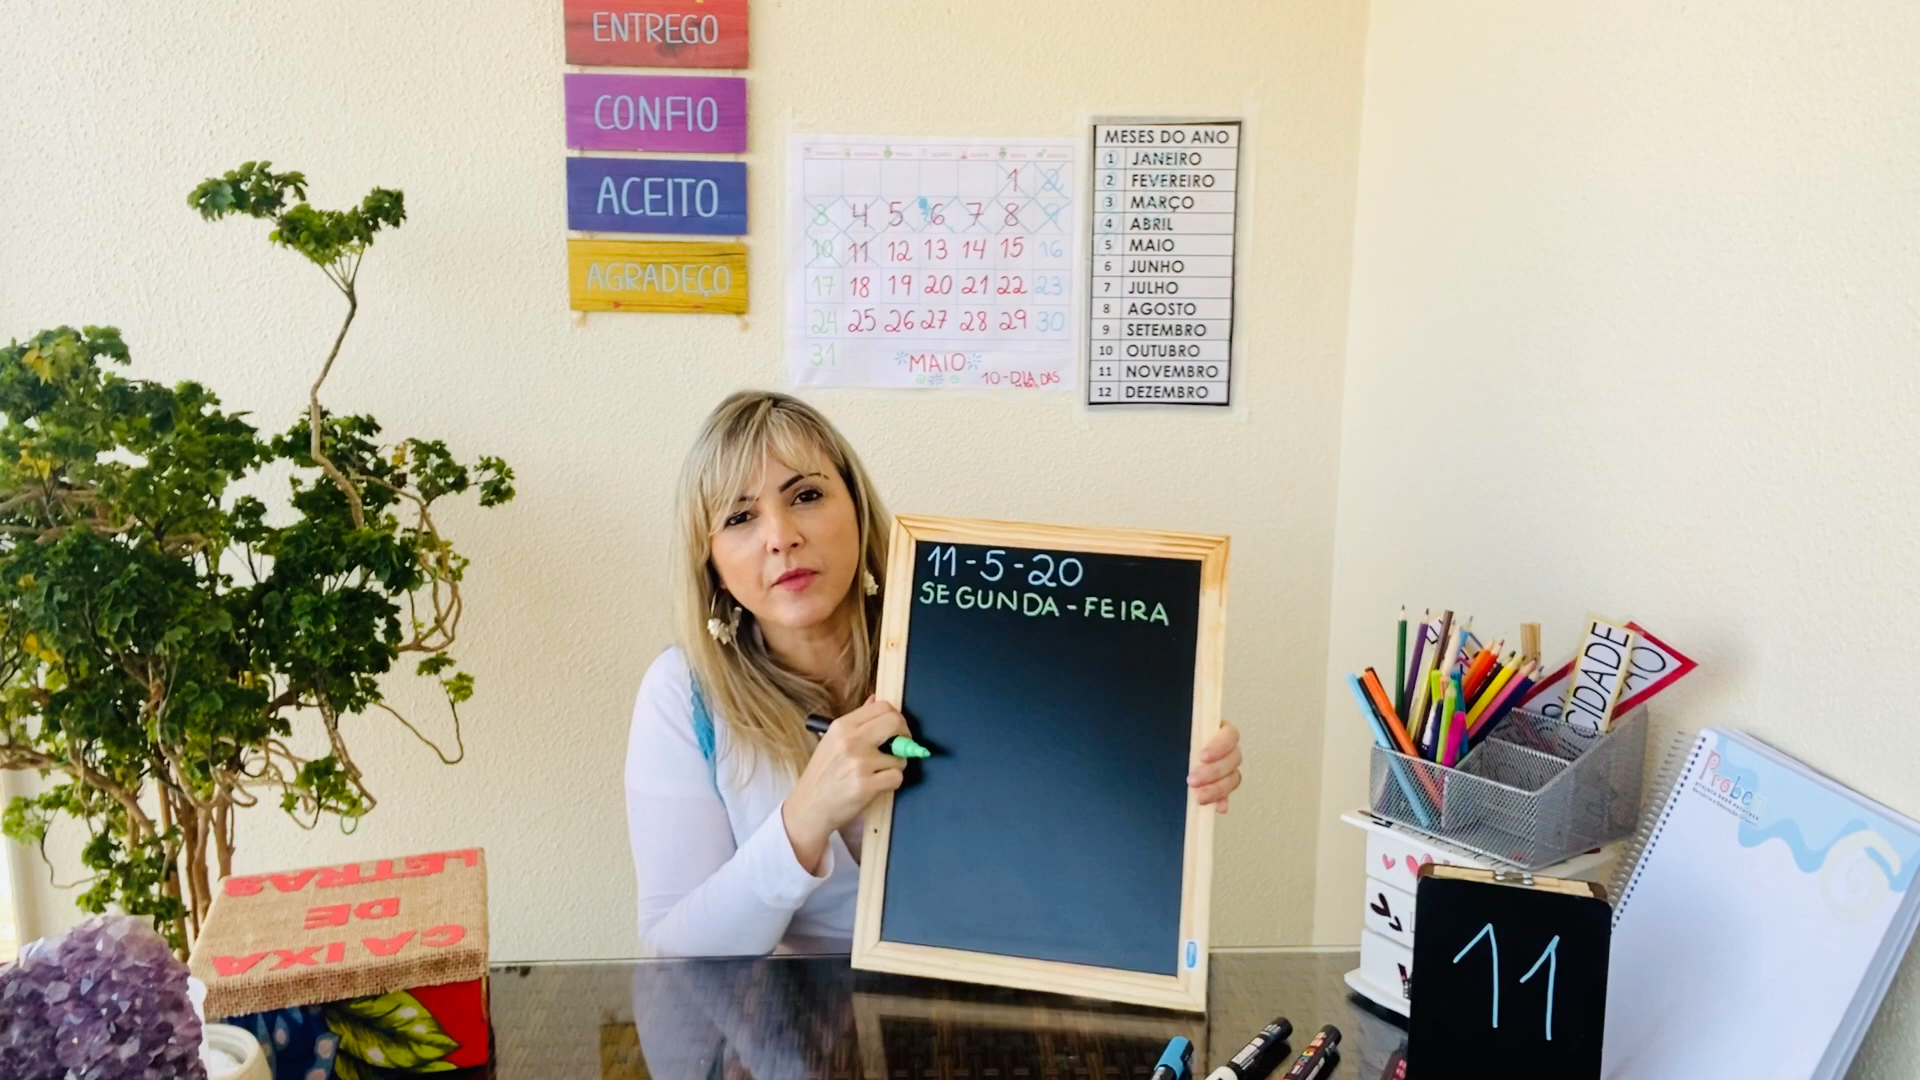 ENTREGO
CONFIO
ACEITO
AGRADEÇO
1 2
3 4 5 6 7 8 9
10 11 12 13 14 15 16
17 18 19 20 21 22 23
24 25 26 27 28 29 30
31
MAIO
10-DIA DAS
MESES DO ANO
1 JANEIRO
2 FEVEREIRO
3 MARÇO
4 ABRIL
5 MAIO
6 JUNHO
7 JULHO
8 AGOSTO
9 SETEMBRO
10 OUTUBRO
11 NOVEMBRO
12 DEZEMBRO
11-5-20
SEGUNDA-FEIRA
CIDADE
CAIXA
DE
LETRAS
11